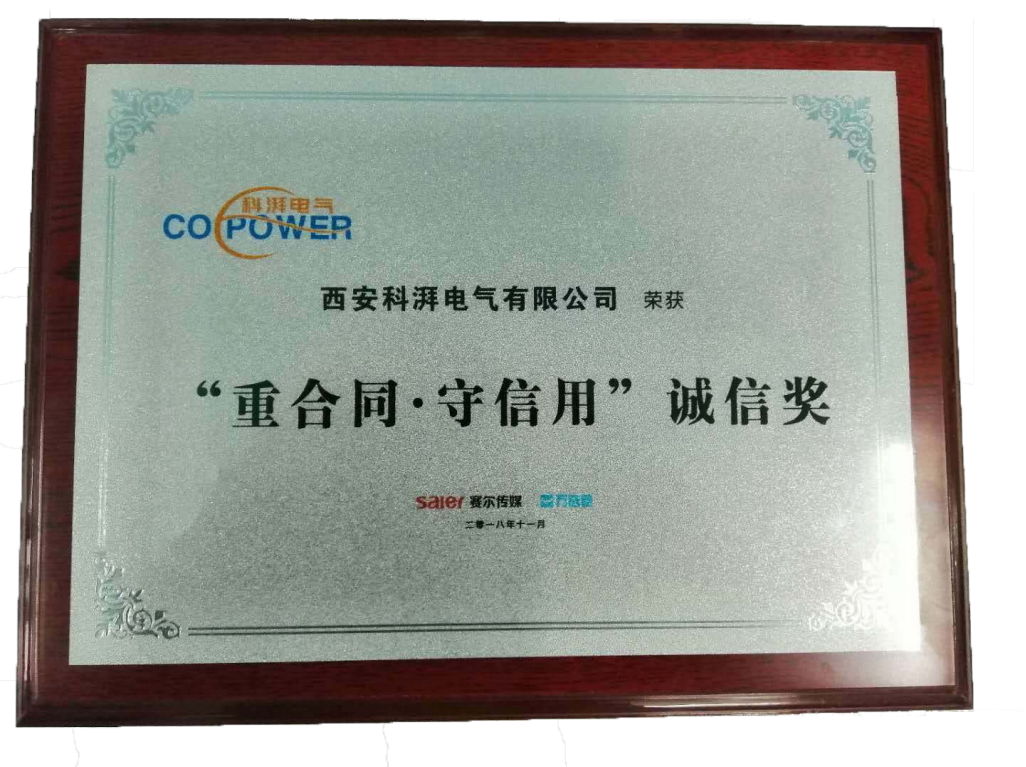 科湃电气
COPOWER
西安科湃电气有限公司 荣获
“重合同·守信用”诚信奖
saier 赛尔传媒
二零一八年十一月